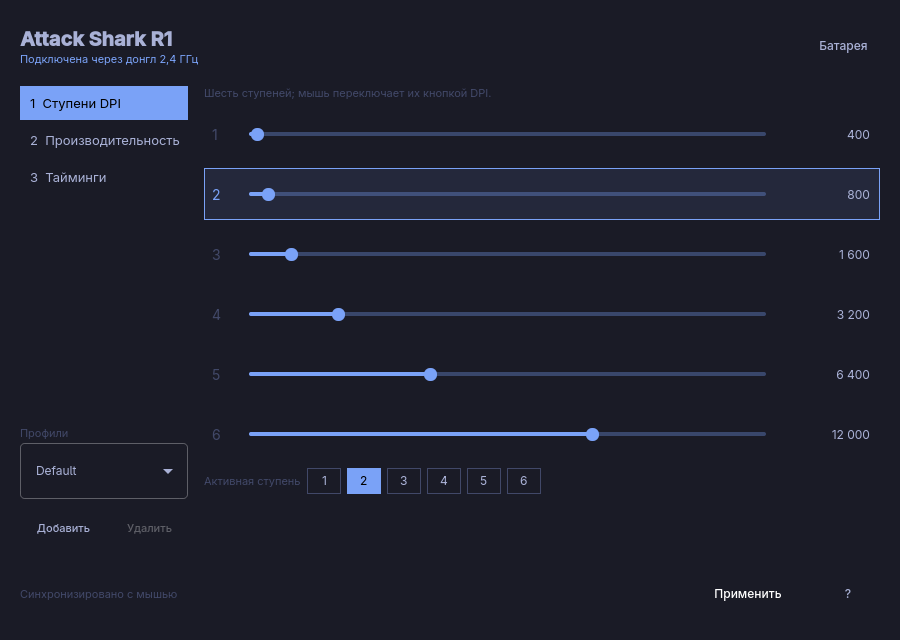 Attack Shark R1
Подключена через донгл 2,4 ГГц
Батарея
1 Ступени DPI
2 Производительность
3 Тайминги
Шесть ступеней; мышь переключает их кнопкой DPI.
1 400
2 800
3 1 600
4 3 200
5 6 400
6 12 000
Активная ступень 1 2 3 4 5 6
Профили
Default
Добавить Удалить
Синхронизировано с мышью
Применить ?